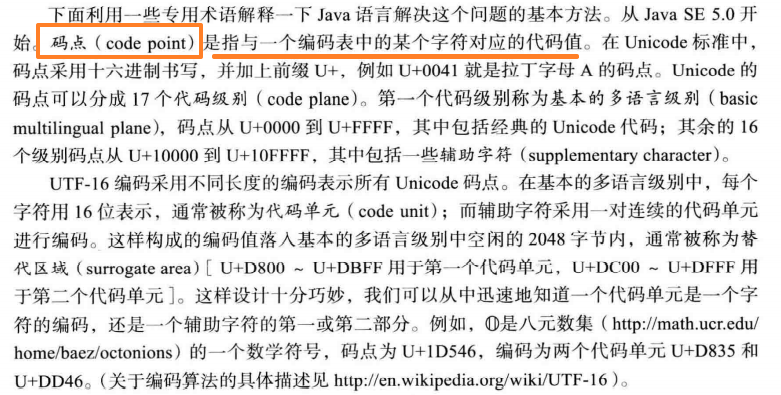 下面利用一些专用术语解释一下 Java 语言解决这个问题的基本方法。从 Java SE 5.0 开
始。码点（code point）是指与一个编码表中的某个字符对应的代码值。在 Unicode 标准中，
码点采用十六进制书写，并加上前缀 U+，例如 U+0041 就是拉丁字母 A 的码点。Unicode 的
码点可以分成 17 个代码级别（code plane）。第一个代码级别称为基本的多语言级别（basic
multilingual plane），码点从 U+0000 到 U+FFFF，其中包括经典的 Unicode 代码；其余的 16
个级别码点从 U+10000 到 U+10FFFF，其中包括一些辅助字符（supplementary character）。
UTF-16 编码采用不同长度的编码表示所有 Unicode 码点。在基本的多语言级别中，每个
字符用 16 位表示，通常被称为代码单元（code unit）；而辅助字符采用一对连续的代码单元
进行编码。这样构成的编码值落入基本的多语言级别中空闲的 2048 字节内，通常被称为替
代区域（surrogate area）[ U+D800 ~ U+DBFF 用于第一个代码单元，U+DC00 ~ U+DFFF 用
于第二个代码单元 ]。这样设计十分巧妙，我们可以从中迅速地知道一个代码单元是一个字
符的编码，还是一个辅助字符的第一或第二部分。例如，𝕆是八元数集（http://math.ucr.edu/
home/baez/octonions）的一个数学符号，码点为 U+1D546，编码为两个代码单元 U+D835 和
U+DD46。（关于编码算法的具体描述见 http://en.wikipedia.org/wiki/UTF-16）。